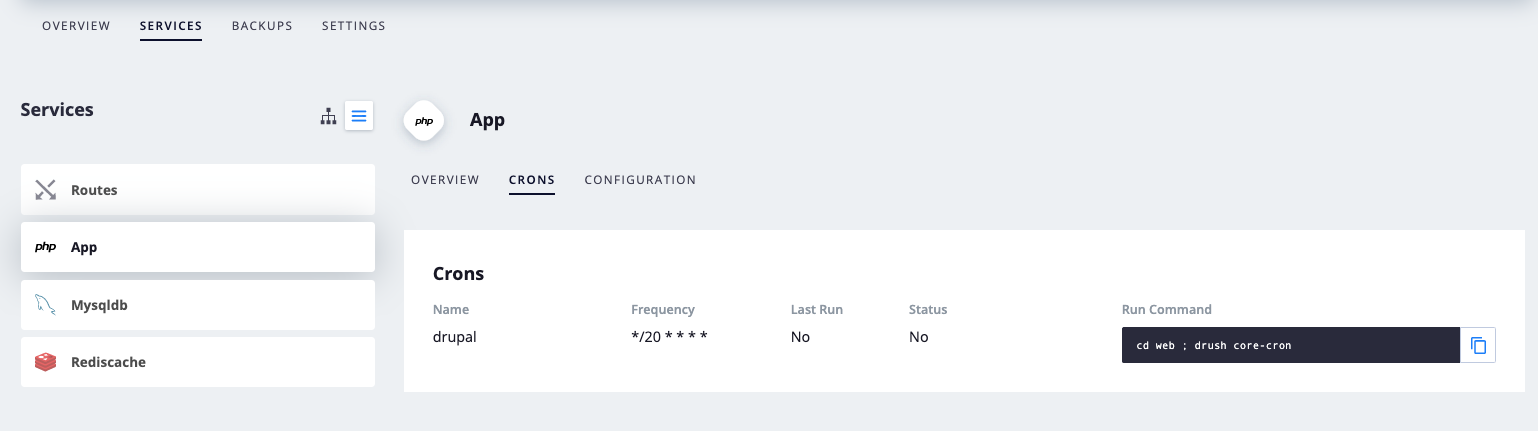 OVERVIEW SERVICES BACKUPS SETTINGS
Services
php App
OVERVIEW CRONS CONFIGURATION
Routes
php App
Mysqldb
Rediscache
Crons
Name Frequency Last Run Status Run Command
drupal */20 * * * * No No cd web ; drush core-cron